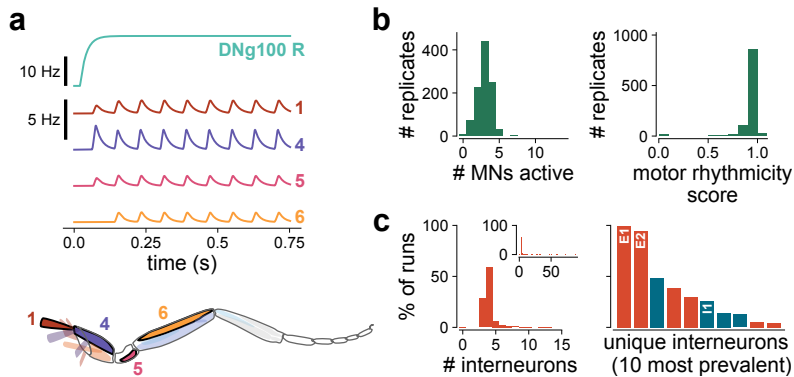 a
DNg100 R
10 Hz
5 Hz
1
4
5
6
0.0 0.25 0.5 0.75
time (s)
1 4 5 6
b
# replicates
400
200
0
0 5 10
# MNs active
# replicates
1000
500
0
0.0 0.5 1.0
motor rhythmicity
score
c
% of runs
100
50
0
100
0
0 50
5 10 15
# interneurons
E1 E2 I1
unique interneurons
(10 most prevalent)